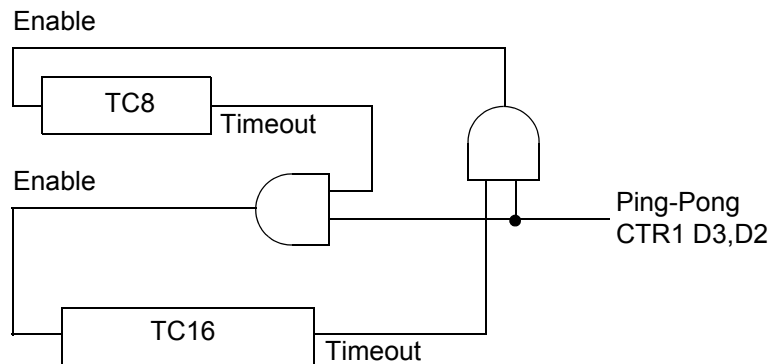 Enable
TC8
Timeout
Enable
Ping-Pong
CTR1 D3,D2
TC16
Timeout